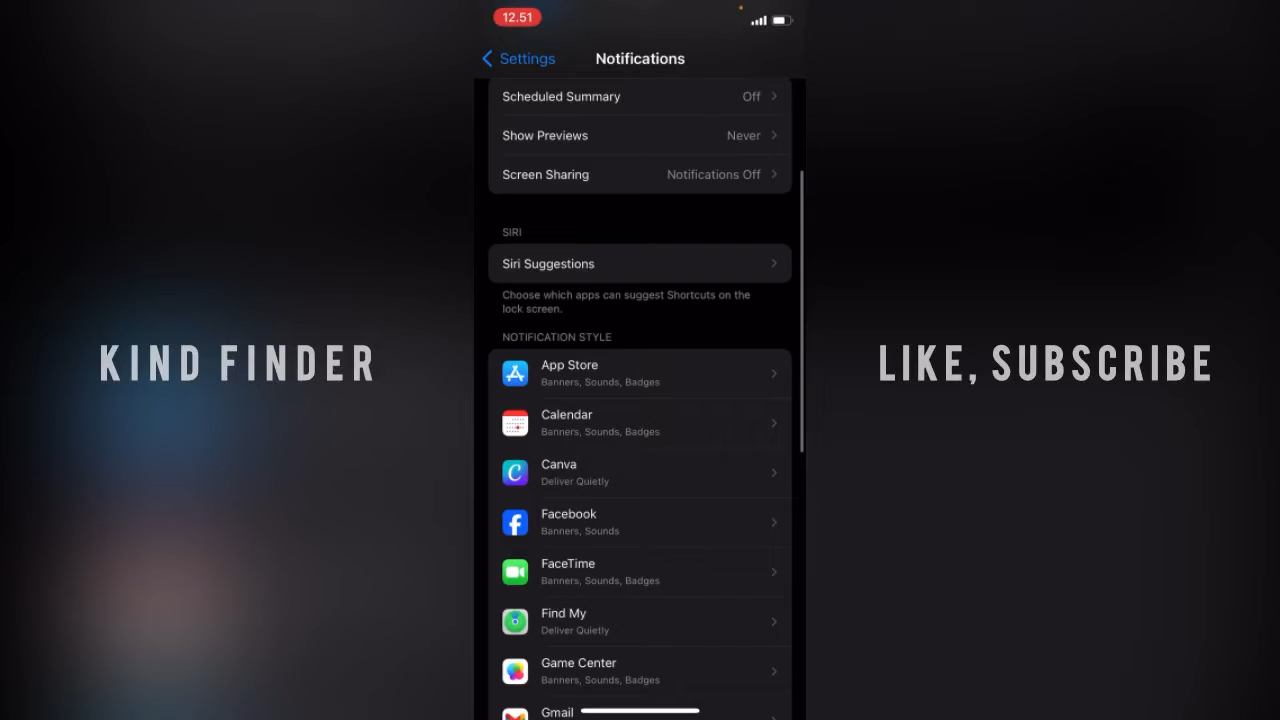 12.51
Settings
Notifications
Scheduled Summary Off
Show Previews Never
Screen Sharing Notifications Off
SIRI
Siri Suggestions
Choose which apps can suggest Shortcuts on the
lock screen.
NOTIFICATION STYLE
KIND FINDER
LIKE, SUBSCRIBE
App Store
Banners, Sounds, Badges
Calendar
Banners, Sounds, Badges
Canva
Deliver Quietly
Facebook
Banners, Sounds
FaceTime
Banners, Sounds, Badges
Find My
Deliver Quietly
Game Center
Banners, Sounds, Badges
Gmail